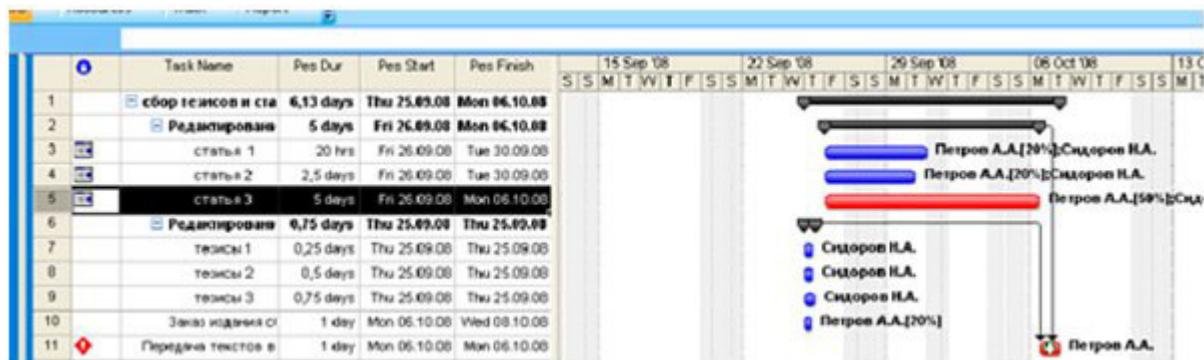 Task Name Pes Dur Pes Start Pes Finish 15 Sep '08 22 Sep '08 29 Sep '08 06 Oct '08
S S M T W T F S S M T W T F S S M T W T F S S M T W T F S S M
1 сбор тезисов и ста 6,13 days Thu 25.09.08 Mon 06.10.08
2 Редактировани 5 days Fri 26.09.08 Mon 06.10.08
3 статья 1 20 hrs Fri 26.09.08 Tue 30.09.08 Петров А.А.[20%];Сидоров Н.А.
4 статья 2 2,5 days Fri 26.09.08 Tue 30.09.08 Петров А.А.[20%];Сидоров Н.А.
5 статья 3 5 days Fri 26.09.08 Mon 06.10.08 Петров А.А.[50%];Сид
6 Редактировани 0,75 days Thu 25.09.08 Thu 25.09.08
7 тезисы 1 0,25 days Thu 25.09.08 Thu 25.09.08 Сидоров Н.А.
8 тезисы 2 0,5 days Thu 25.09.08 Thu 25.09.08 Сидоров Н.А.
9 тезисы 3 0,75 days Thu 25.09.08 Thu 25.09.08 Сидоров Н.А.
10 Заказ издания 1 day Mon 06.10.08 Wed 08.10.08 Петров А.А.[20%]
11 Передача текстов в 1 day Mon 06.10.08 Mon 06.10.08 Петров А.А.